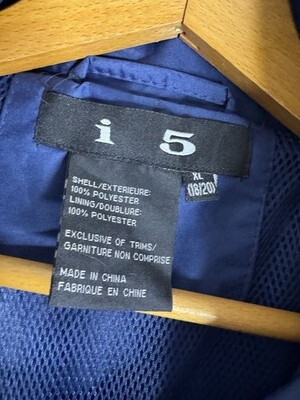 i 5
XL
(18/20)
SHELL/EXTERIEURE:
100% POLYESTER
LINING/DOUBLURE:
100% POLYESTER
EXCLUSIVE OF TRIMS/
GARNITURE NON COMPRISE
MADE IN CHINA
FABRIQUE EN CHINE